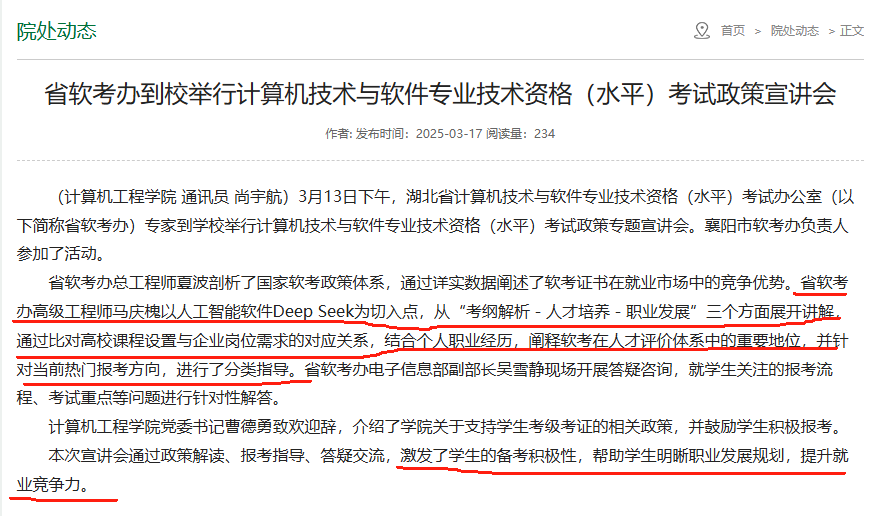 院处动态
首页 > 院处动态 > 正文
省软考办到校举行计算机技术与软件专业技术资格（水平）考试政策宣讲会
作者: 发布时间：2025-03-17 阅读量：234
（计算机工程学院 通讯员 尚宇航）3月13日下午，湖北省计算机技术与软件专业技术资格（水平）考试办公室（以
下简称省软考办）专家到学校举行计算机技术与软件专业技术资格（水平）考试政策专题宣讲会。襄阳市软考办负责人
参加了活动。
省软考办总工程师夏波剖析了国家软考政策体系，通过详实数据阐述了软考证书在就业市场中的竞争优势。省软考
办高级工程师马庆槐以人工智能软件Deep Seek为切入点，从“考纲解析－人才培养－职业发展”三个方面展开讲解，
通过比对高校课程设置与企业岗位需求的对应关系，结合个人职业经历，阐释软考在人才评价体系中的重要地位，并针
对当前热门报考方向，进行了分类指导。省软考办电子信息部副部长吴雪静现场开展答疑咨询，就学生关注的报考流
程、考试重点等问题进行针对性解答。
计算机工程学院党委书记曹德勇致欢迎辞，介绍了学院关于支持学生考级考证的相关政策，并鼓励学生积极报考。
本次宣讲会通过政策解读、报考指导、答疑交流，激发了学生的备考积极性，帮助学生明晰职业发展规划，提升就
业竞争力。